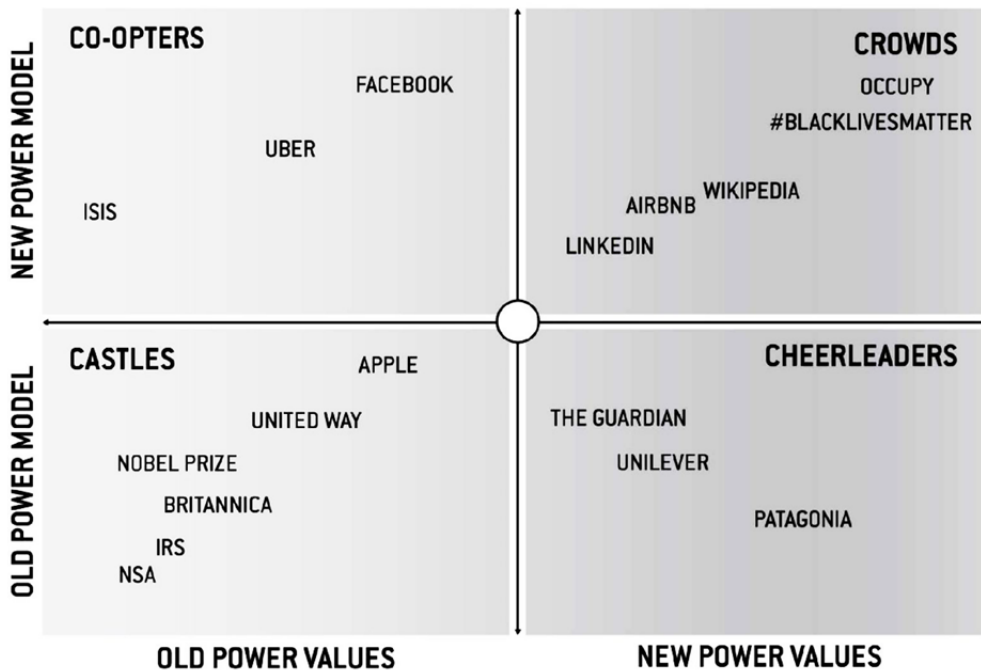 CO-OPTERS
FACEBOOK
UBER
ISIS
NEW POWER MODEL
CROWDS
OCCUPY
#BLACKLIVESMATTER
WIKIPEDIA
AIRBNB
LINKEDIN
CASTLES
APPLE
UNITED WAY
NOBEL PRIZE
BRITANNICA
IRS
NSA
OLD POWER MODEL
CHEERLEADERS
THE GUARDIAN
UNILEVER
PATAGONIA
OLD POWER VALUES
NEW POWER VALUES